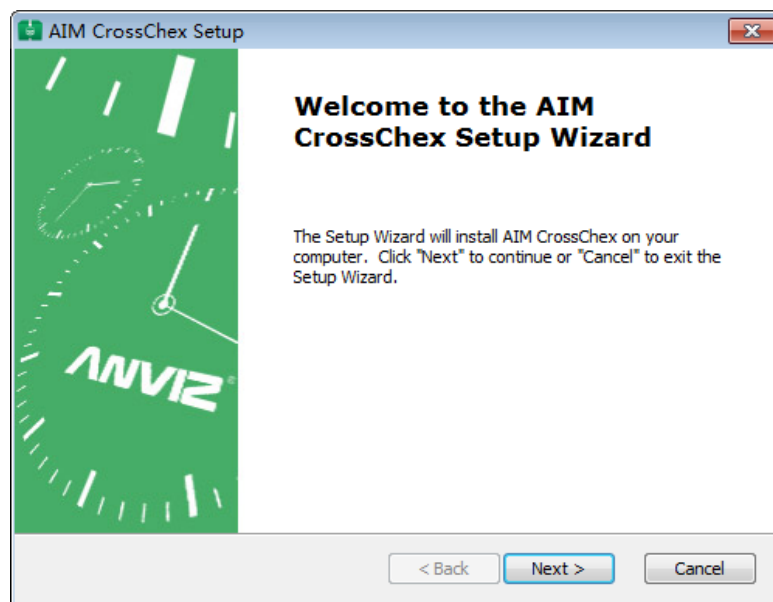 AIM CrossChex Setup
Welcome to the AIM
CrossChex Setup Wizard
The Setup Wizard will install AIM CrossChex on your
computer. Click "Next" to continue or "Cancel" to exit the
Setup Wizard.
ANVIZ
< Back Next > Cancel